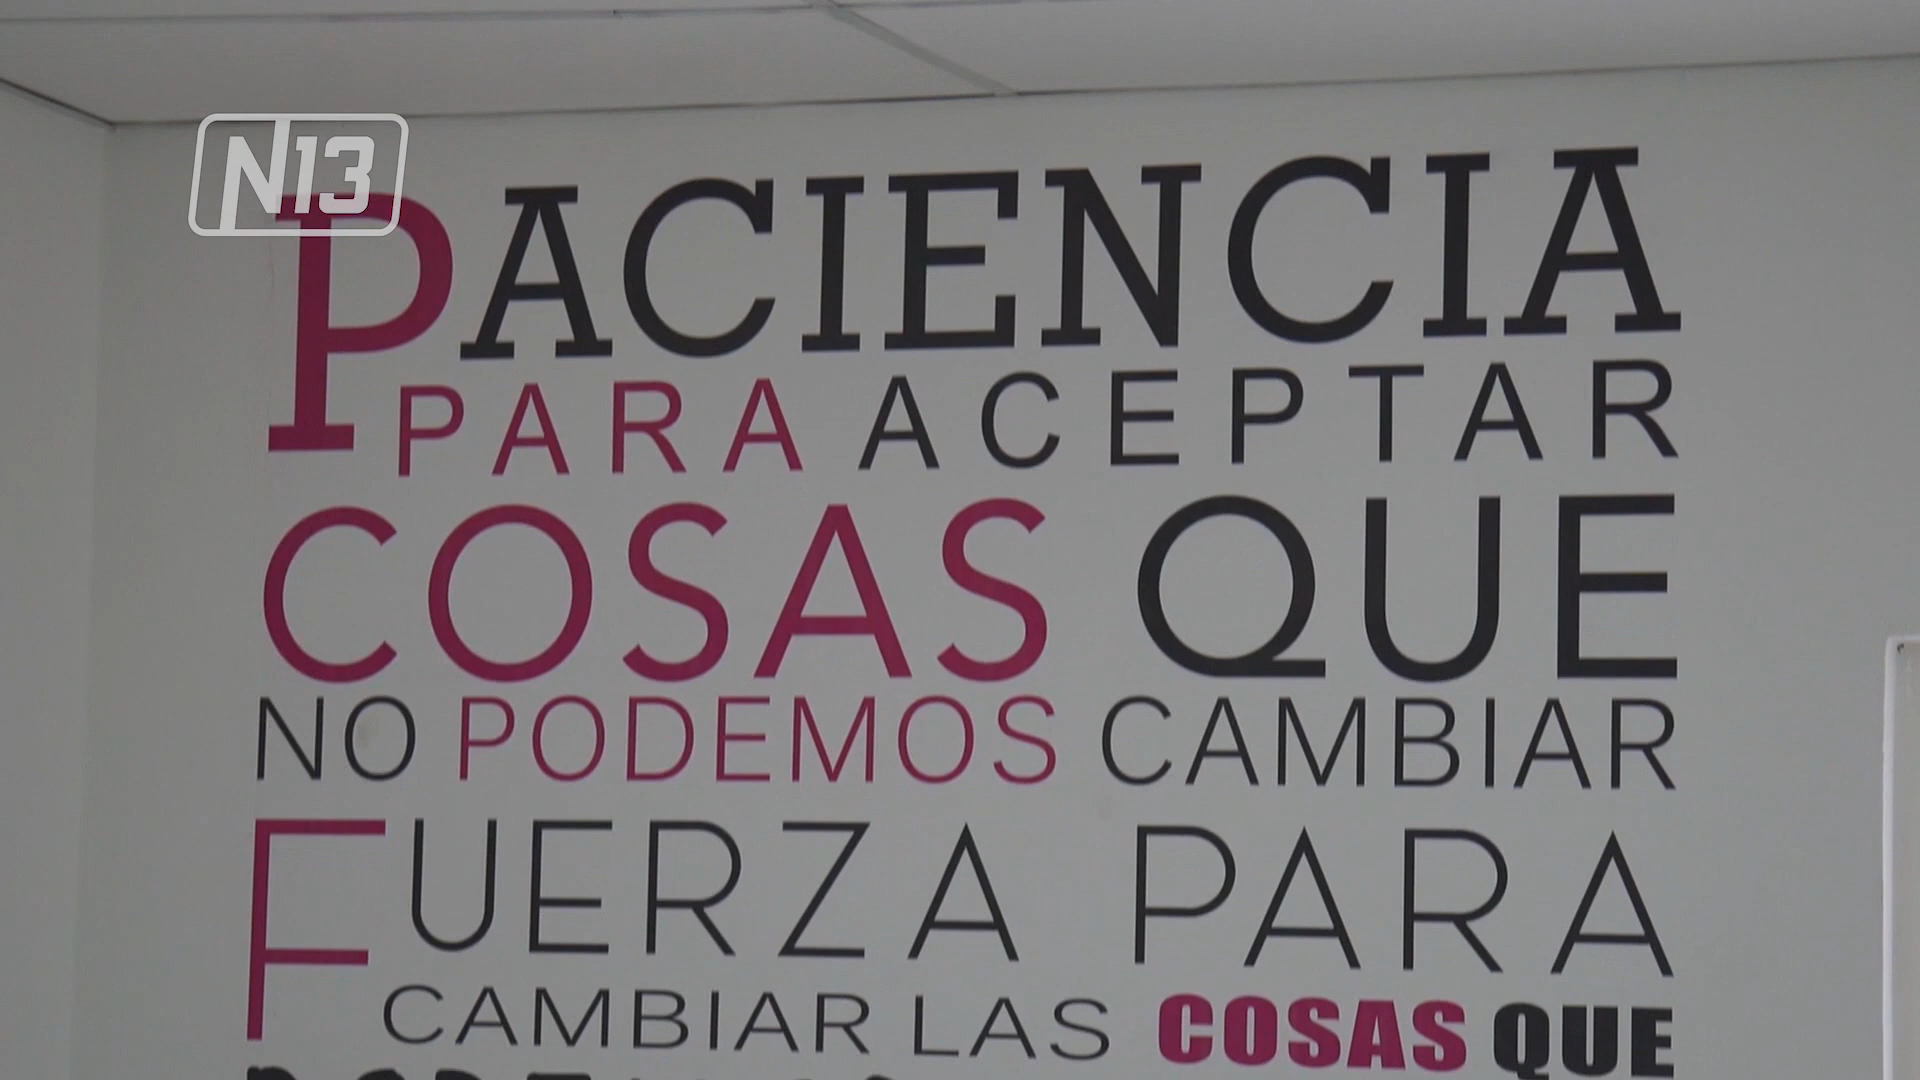 N13
PACIENCIA
PARA ACEPTAR
COSAS QUE
NO PODEMOS CAMBIAR
FUERZA PARA
CAMBIAR LAS COSAS QUE